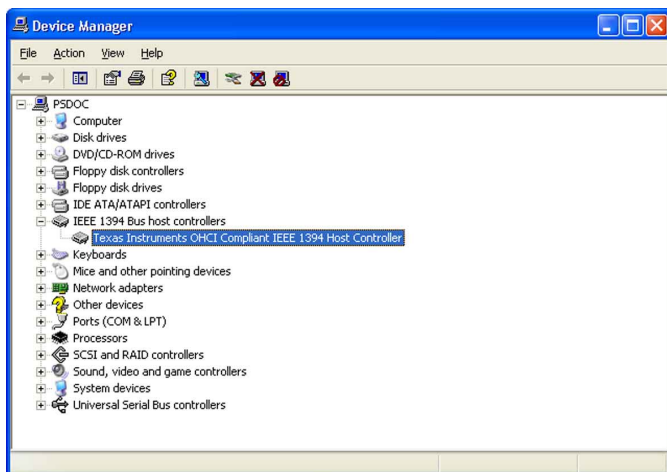 Device Manager
File Action View Help
PSDOC
Computer
Disk drives
DVD/CD-ROM drives
Floppy disk controllers
Floppy disk drives
IDE ATA/ATAPI controllers
IEEE 1394 Bus host controllers
Texas Instruments OHCI Compliant IEEE 1394 Host Controller
Keyboards
Mice and other pointing devices
Network adapters
Other devices
Ports (COM & LPT)
Processors
SCSI and RAID controllers
Sound, video and game controllers
System devices
Universal Serial Bus controllers